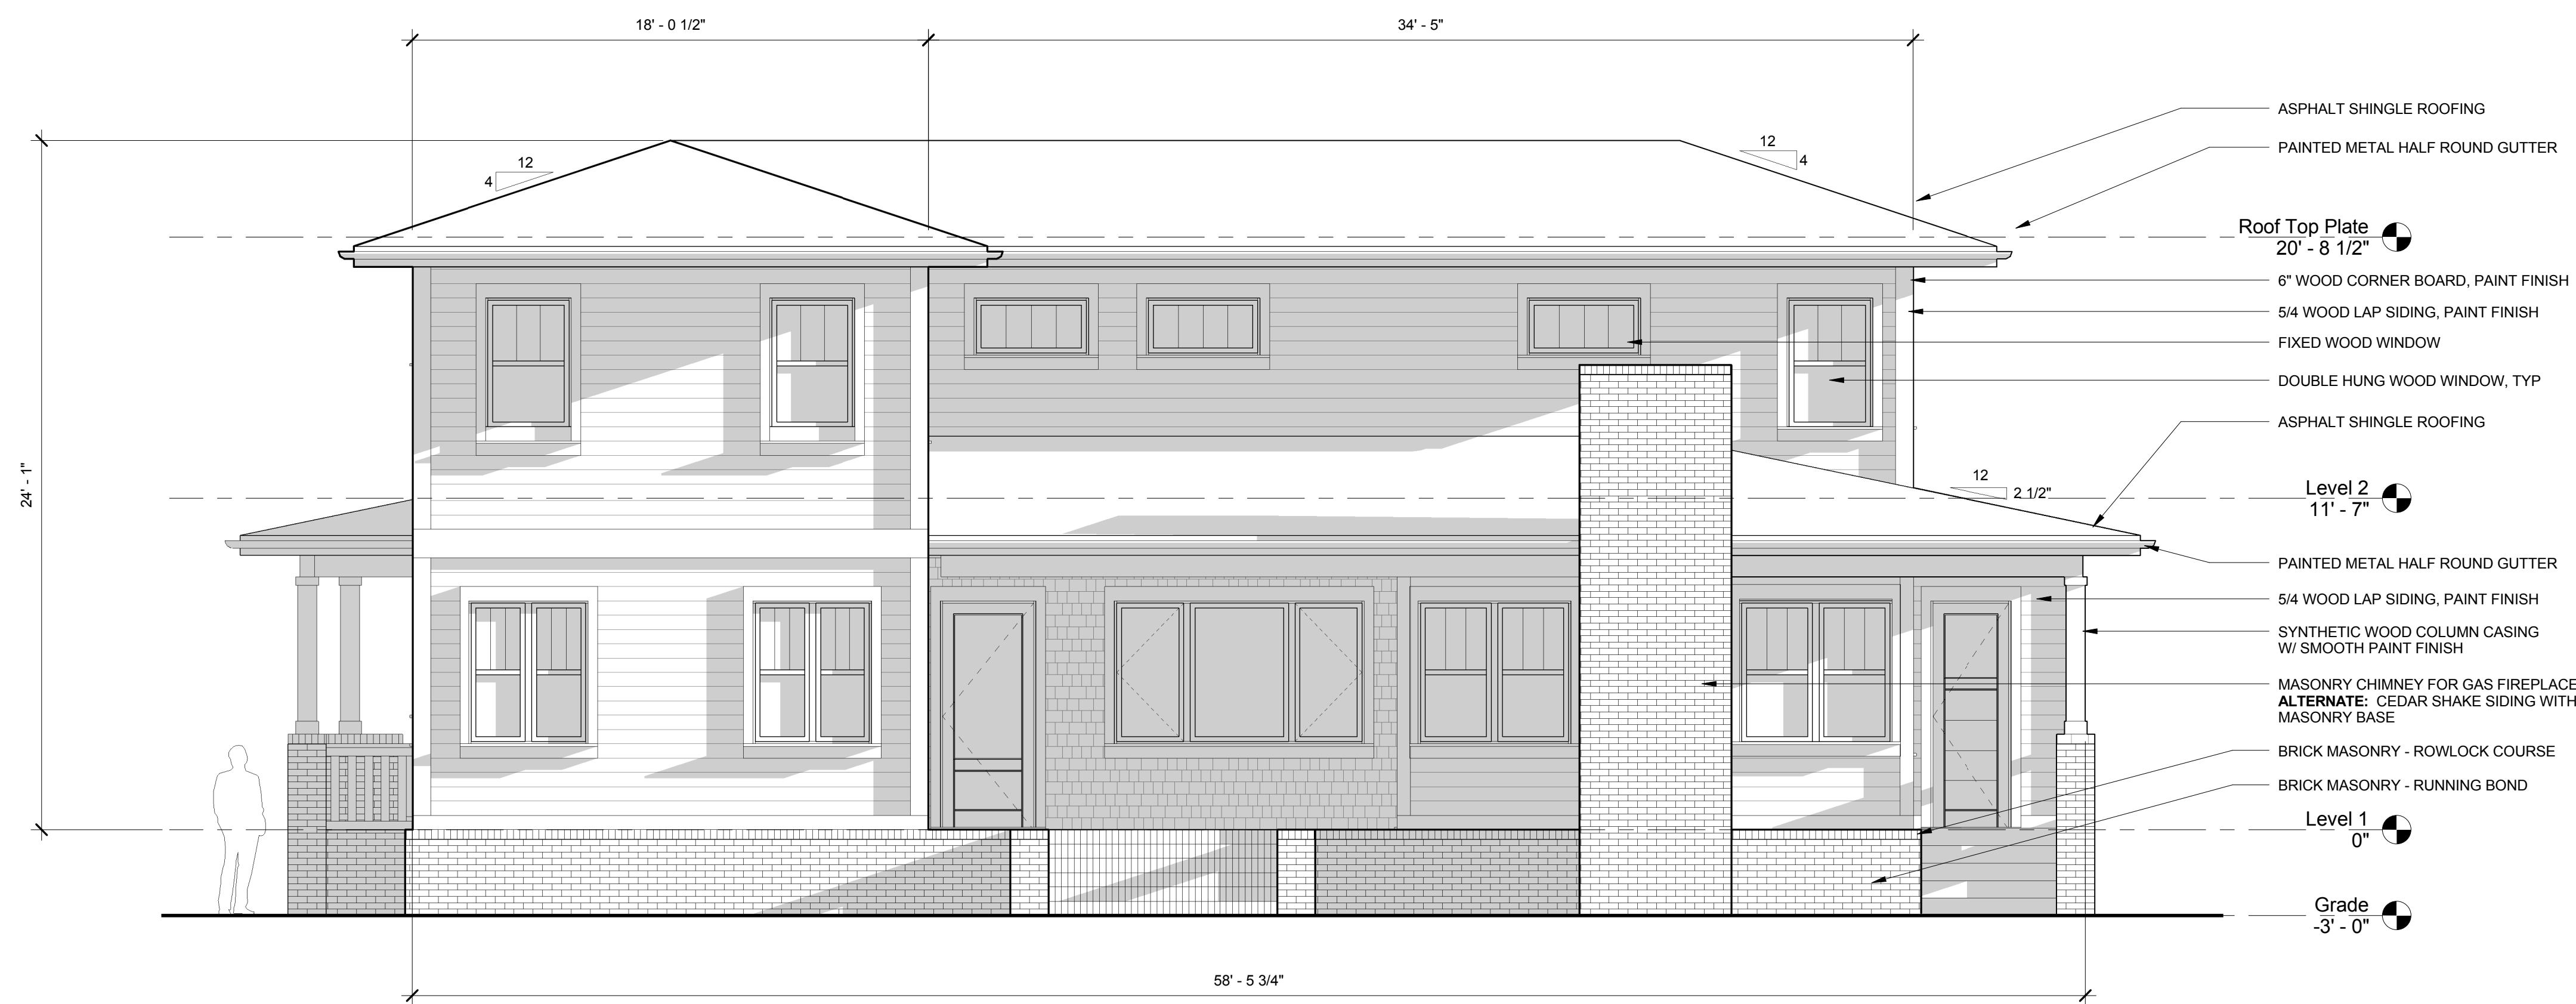 18' - 0 1/2"
34' - 5"
ASPHALT SHINGLE ROOFING
12
4
12
4
PAINTED METAL HALF ROUND GUTTER
Roof Top Plate
20' - 8 1/2"
6" WOOD CORNER BOARD, PAINT FINISH
5/4 WOOD LAP SIDING, PAINT FINISH
FIXED WOOD WINDOW
DOUBLE HUNG WOOD WINDOW, TYP
ASPHALT SHINGLE ROOFING
24' - 1"
12
2 1/2"
Level 2
11' - 7"
PAINTED METAL HALF ROUND GUTTER
5/4 WOOD LAP SIDING, PAINT FINISH
SYNTHETIC WOOD COLUMN CASING
W/ SMOOTH PAINT FINISH
MASONRY CHIMNEY FOR GAS FIREPLACE
ALTERNATE: CEDAR SHAKE SIDING WITH
MASONRY BASE
BRICK MASONRY - ROWLOCK COURSE
BRICK MASONRY - RUNNING BOND
Level 1
0"
Grade
-3' - 0"
58' - 5 3/4"